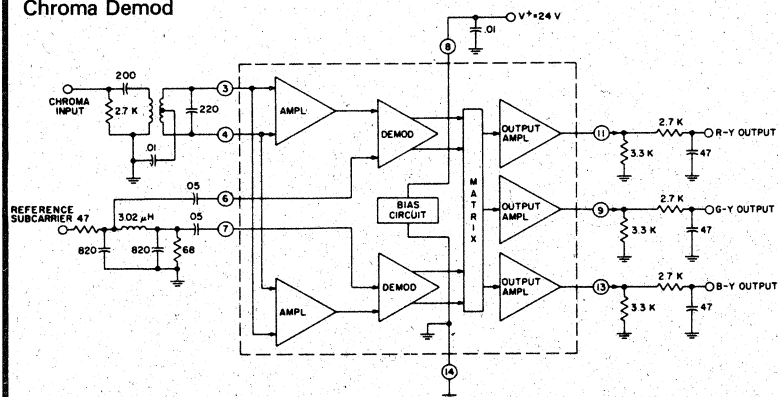 Chroma Demod
V+=24 V
.01
8
200
CHROMA
INPUT
2.7 K
220
.01
3
4
AMPL.
DEMOD
OUTPUT
AMPL
11
2.7 K
R-Y OUTPUT
3.3 K
47
.05
6
REFERENCE
SUBCARRIER 47
3.02 μH
.05
7
820
820
68
BIAS
CIRCUIT
MATRIX
OUTPUT
AMPL
9
2.7 K
G-Y OUTPUT
3.3 K
47
AMPL
DEMOD
OUTPUT
AMPL
13
2.7 K
B-Y OUTPUT
3.3 K
47
14